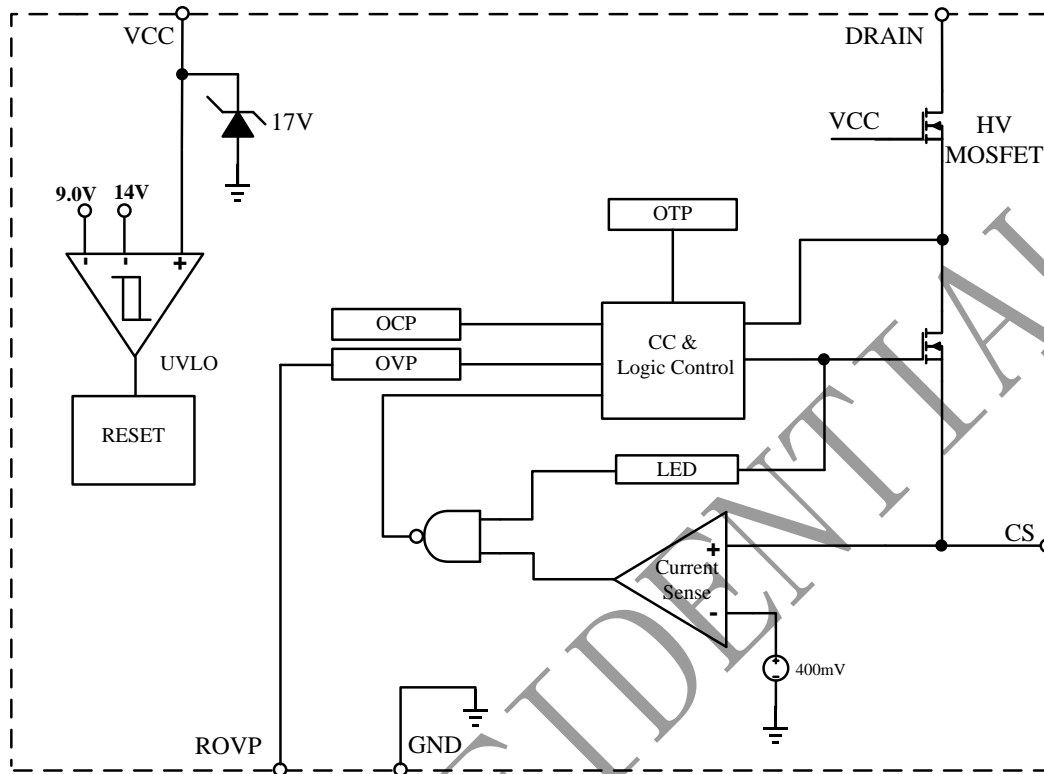 VCC
DRAIN
17V
VCC
HV
MOSFET
9.0V
14V
OTP
-
-
+
OCP
CC &
Logic Control
OVP
UVLO
RESET
LED
CS
+
Current
Sense
-
+
-
400mV
ROVP
GND
FIDENTIAL